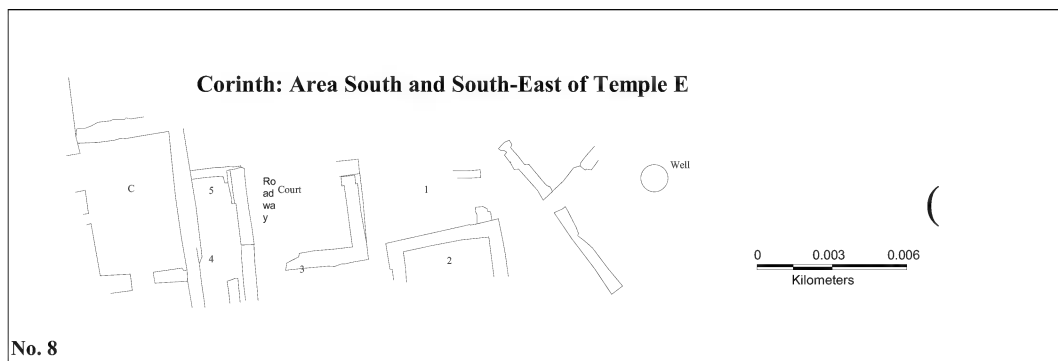 Corinth: Area South and South-East of Temple E
Well
C
5
Ro
ad
wa
y
Court
1
4
3
2
(
0 0.003 0.006
Kilometers
No. 8